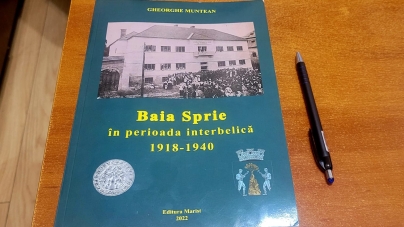 GHEORGHE MUNTEAN
Baia Sprie
în perioada interbelică
1918-1940
Editura Marist
2022